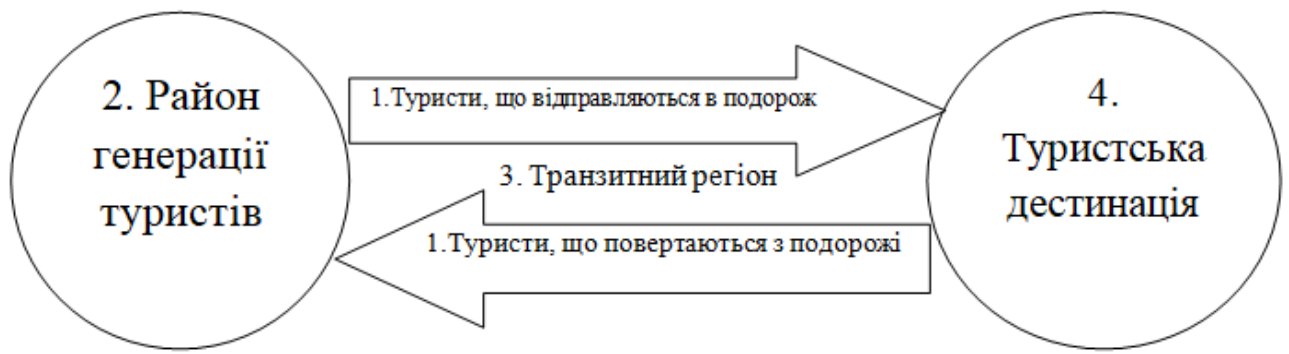 2. Район
генерації
туристів
1.Туристи, що відправляються в подорож
3. Транзитний регіон
1.Туристи, що повертаються з подорожі
4.
Туристська
дестинація